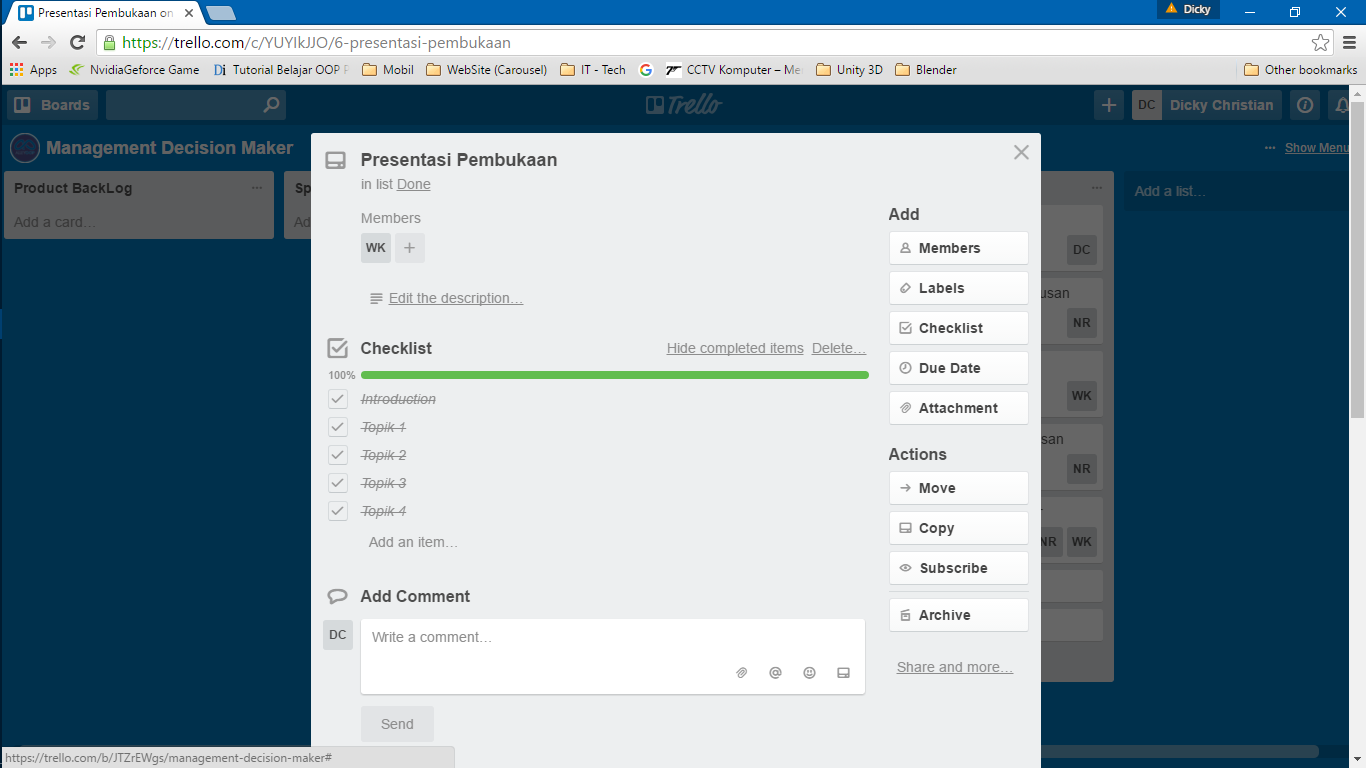 Presentasi Pembukaan on
Dicky
https://trello.com/c/YUYIkJJO/6-presentasi-pembukaan
Apps NvidiaGeforce Game Tutorial Belajar OOP Mobil WebSite (Carousel) IT - Tech CCTV Komputer – Unity 3D Blender Other bookmarks
Boards Trello DC Dicky Christian
Management Decision Maker Show Menu
Product BackLog
Add a card…
Sp
Ad
Presentasi Pembukaan
in list Done
Members
WK +
Edit the description…
Checklist Hide completed items Delete…
100%
Introduction
Topik 1
Topik 2
Topik 3
Topik 4
Add an item…
Add Comment
DC Write a comment…
Send
Add
Members
Labels
Checklist
Due Date
Attachment
Actions
Move
Copy
Subscribe
Archive
Share and more…
DC
usan
NR
WK
san
NR
NR WK
Add a list…
https://trello.com/b/JTZrEWgs/management-decision-maker#